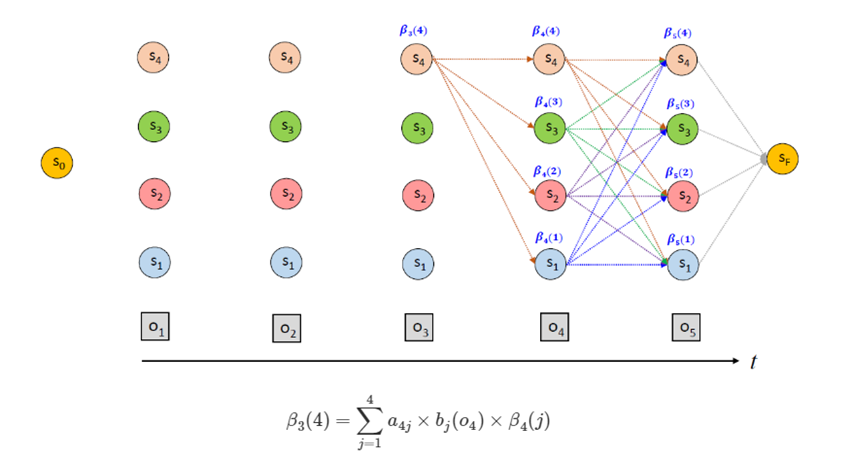 β₃(4) β₄(4) β₅(4)
S₄ S₄ S₄ S₄ S₄
β₄(3) β₅(3)
S₃ S₃ S₃ S₃ S₃
S₀ S_F
β₄(2) β₅(2)
S₂ S₂ S₂ S₂ S₂
β₄(1) β₅(1)
S₁ S₁ S₁ S₁ S₁
O₁ O₂ O₃ O₄ O₅
t
β₃(4) = ∑_{j=1}^{4} a₄ⱼ × bⱼ(o₄) × β₄(j)